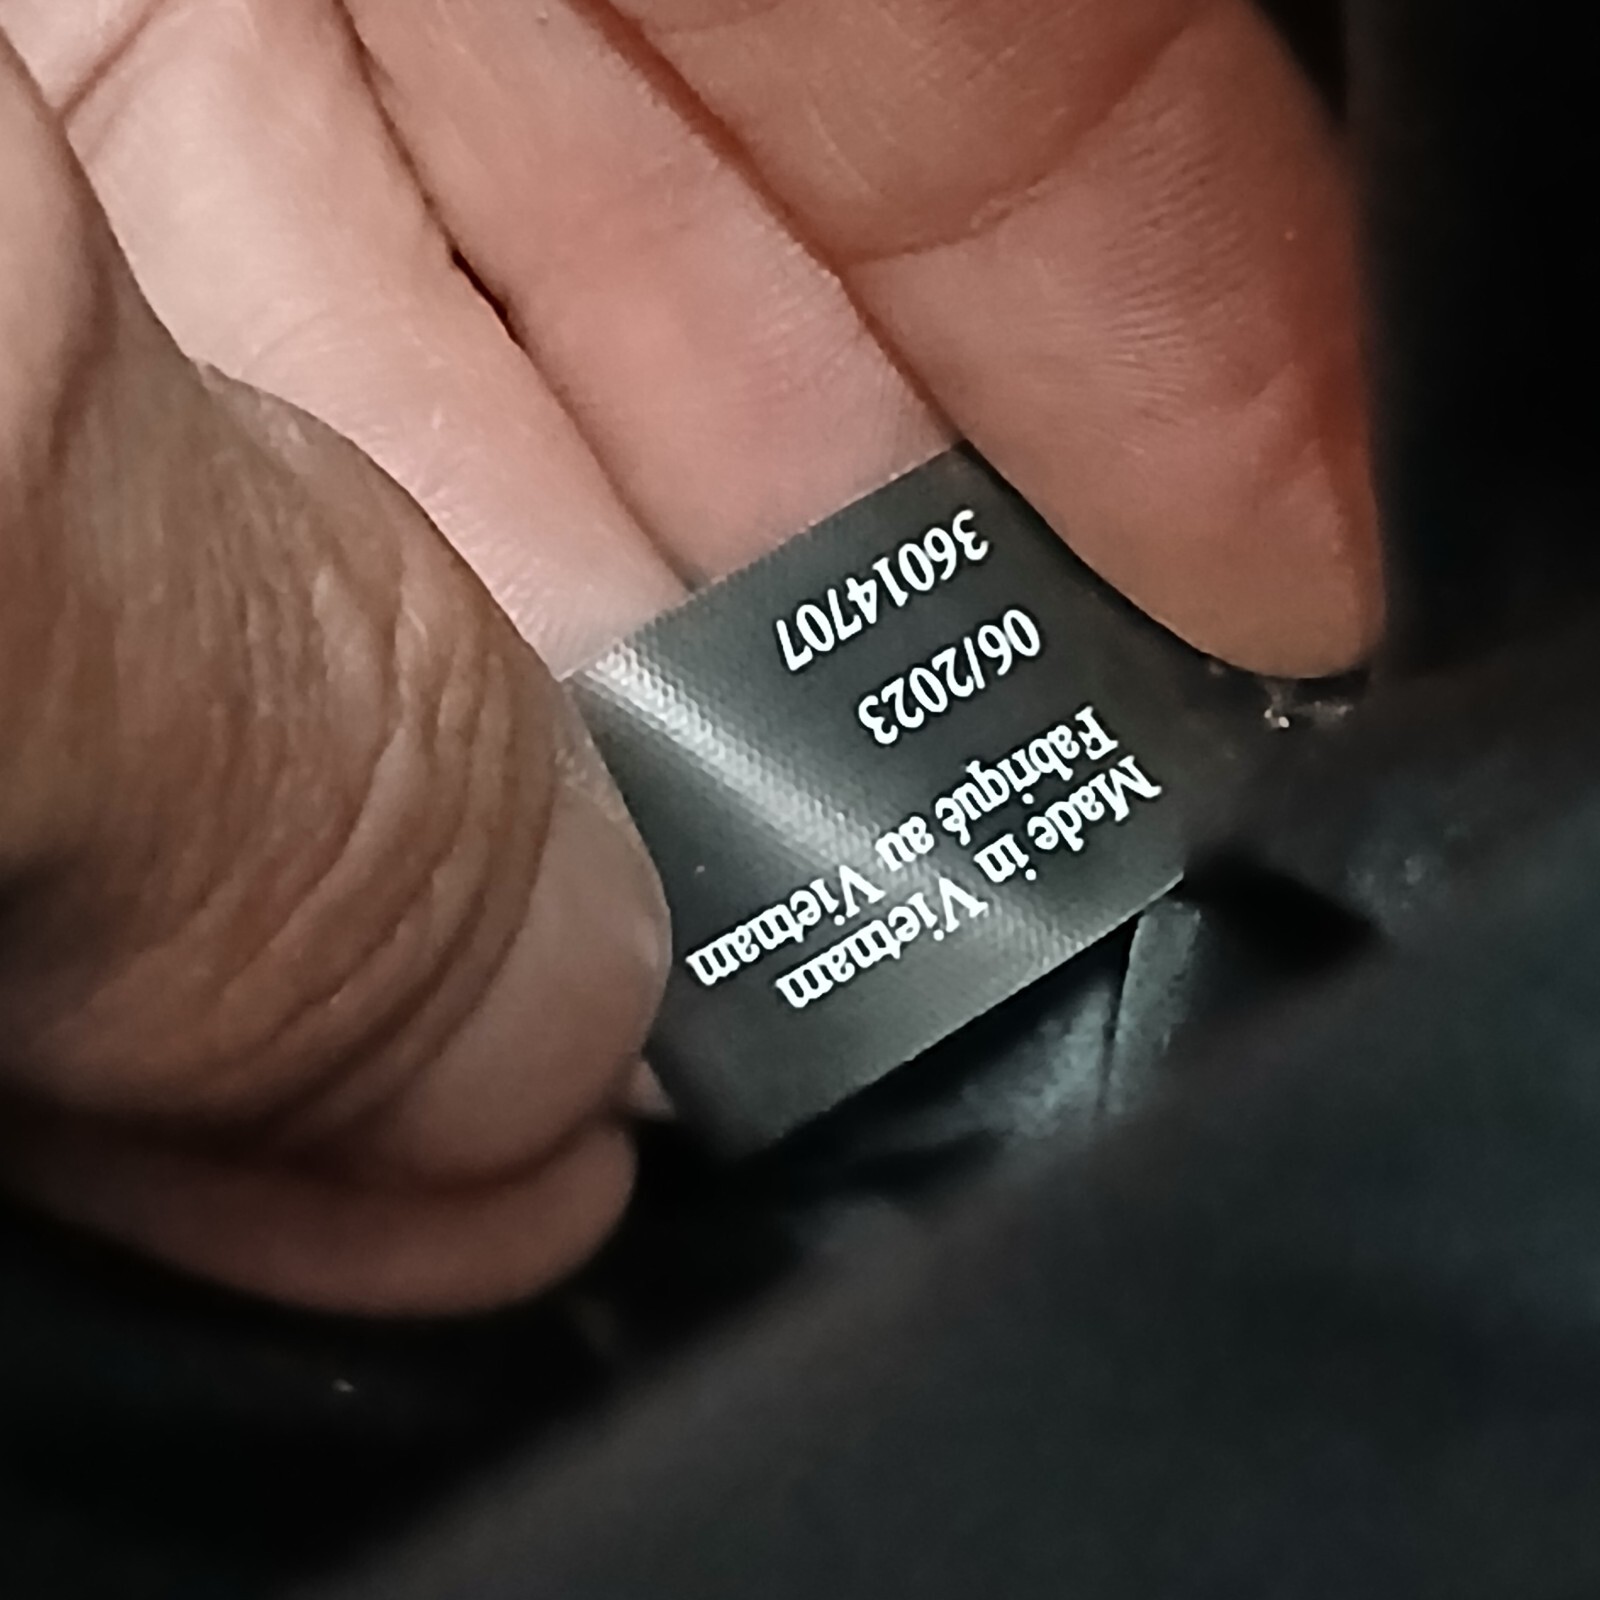 Made in Vietnam
Fabriqué au Vietnam
06/2023
36014707